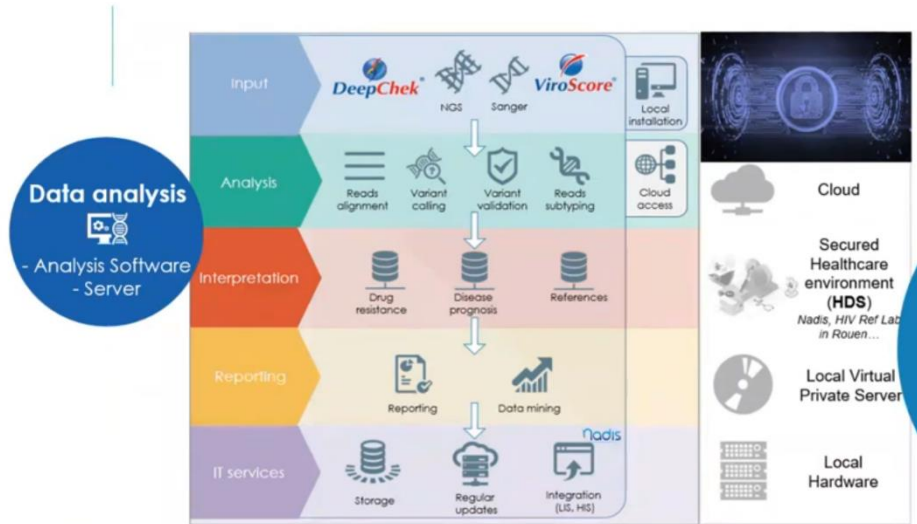 Data analysis
- Analysis Software
- Server
Input
DeepChek®
NGS
Sanger
ViroScore®
Local
installation
Analysis
Reads
alignment
Variant
calling
Variant
validation
Reads
subtyping
Cloud
access
Interpretation
Drug
resistance
Disease
prognosis
References
Reporting
Reporting
Data mining
IT services
Storage
Regular
updates
nadis
Integration
(LIS, HIS)
Cloud
Secured
Healthcare
environment
(HDS)
Nadis, HIV Ref Lab
in Rouen...
Local Virtual
Private Server
Local
Hardware